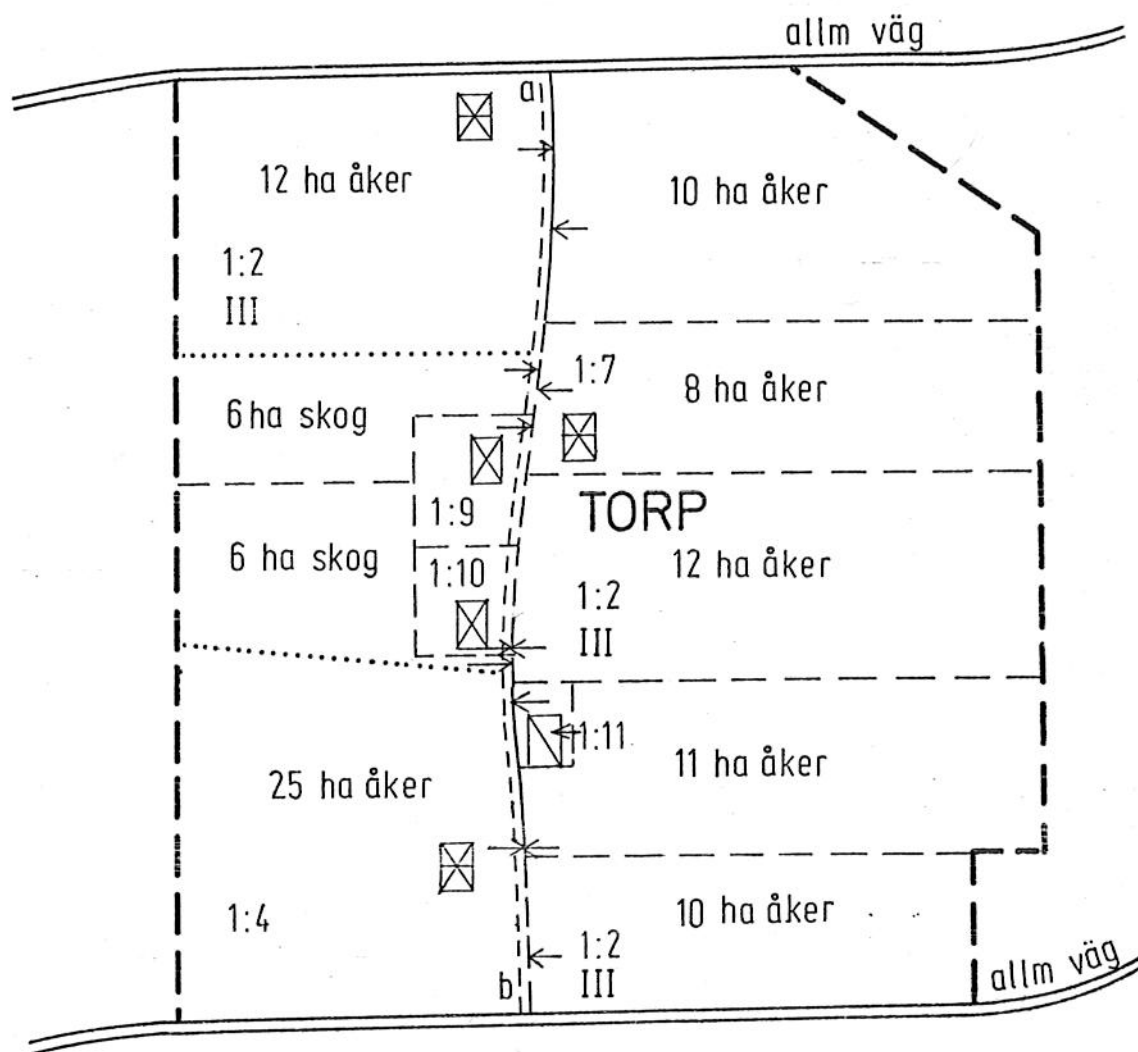 allm väg
a
12 ha åker
10 ha åker
1:2
III
1:7
8 ha åker
6 ha skog
1:9
TORP
6 ha skog
1:10
12 ha åker
1:2
III
1:11
11 ha åker
25 ha åker
10 ha åker
1:4
1:2
III
b
allm väg